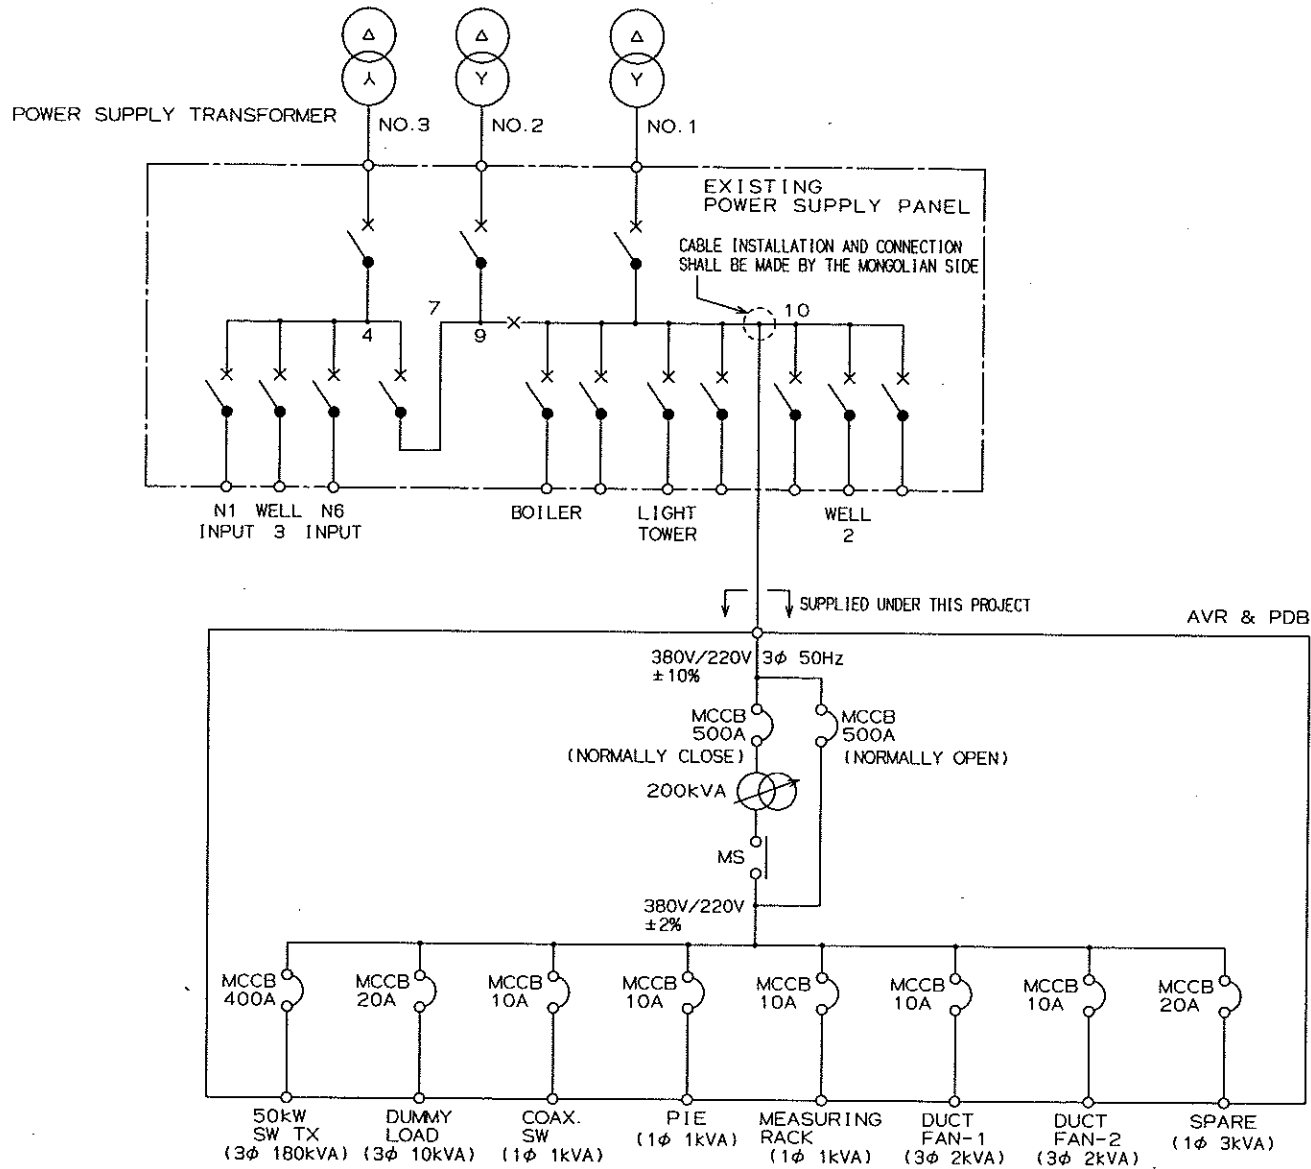 Δ Δ Δ
Y Y Y
POWER SUPPLY TRANSFORMER
NO.3 NO.2 NO.1
EXISTING
POWER SUPPLY PANEL
CABLE INSTALLATION AND CONNECTION
SHALL BE MADE BY THE MONGOLIAN SIDE
4 7 9 10
N1 INPUT
WELL 3
N6 INPUT
BOILER
LIGHT TOWER
WELL 2
SUPPLIED UNDER THIS PROJECT
AVR & PDB
380V/220V 3φ 50Hz
±10%
MCCB
500A
(NORMALLY CLOSE)
MCCB
500A
(NORMALLY OPEN)
200kVA
MS
380V/220V
±2%
MCCB
400A
MCCB
20A
MCCB
10A
MCCB
10A
MCCB
10A
MCCB
10A
MCCB
10A
MCCB
20A
50kW
SW TX
(3φ 180kVA)
DUMMY
LOAD
(3φ 10kVA)
COAX.
SW
(1φ 1kVA)
PIE
(1φ 1kVA)
MEASURING
RACK
(1φ 1kVA)
DUCT
FAN-1
(3φ 2kVA)
DUCT
FAN-2
(3φ 2kVA)
SPARE
(1φ 3kVA)